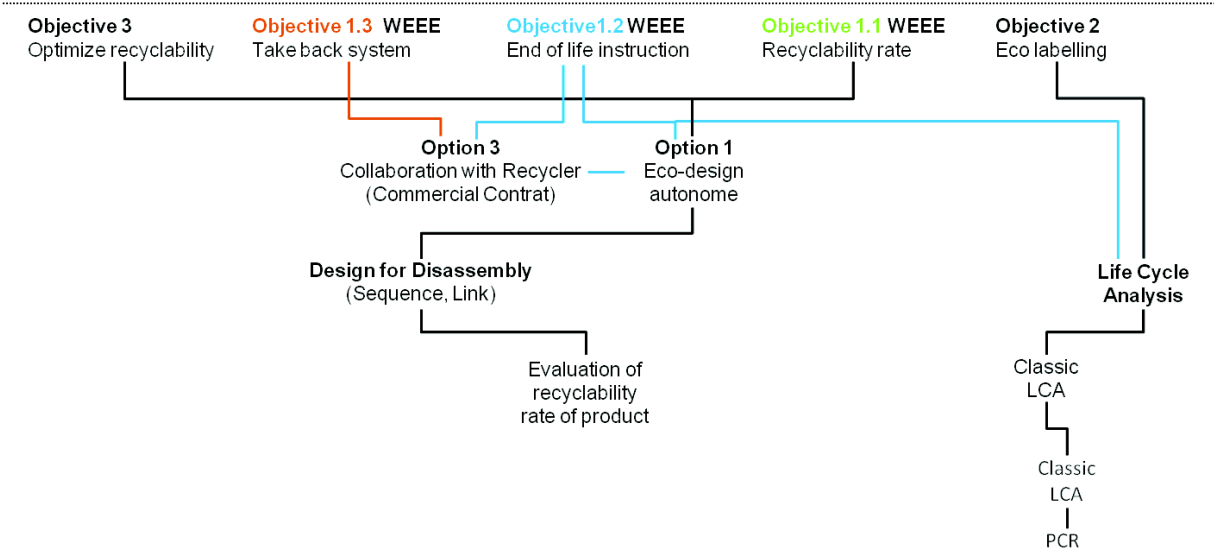 Objective 3
Optimize recyclability
Objective 1.3 WEEE
Take back system
Objective1.2 WEEE
End of life instruction
Objective 1.1 WEEE
Recyclability rate
Objective 2
Eco labelling
Option 3
Collaboration with Recycler
(Commercial Contrat)
Option 1
Eco-design
autonome
Design for Disassembly
(Sequence, Link)
Life Cycle
Analysis
Evaluation of
recyclability
rate of product
Classic
LCA
Classic
LCA
PCR